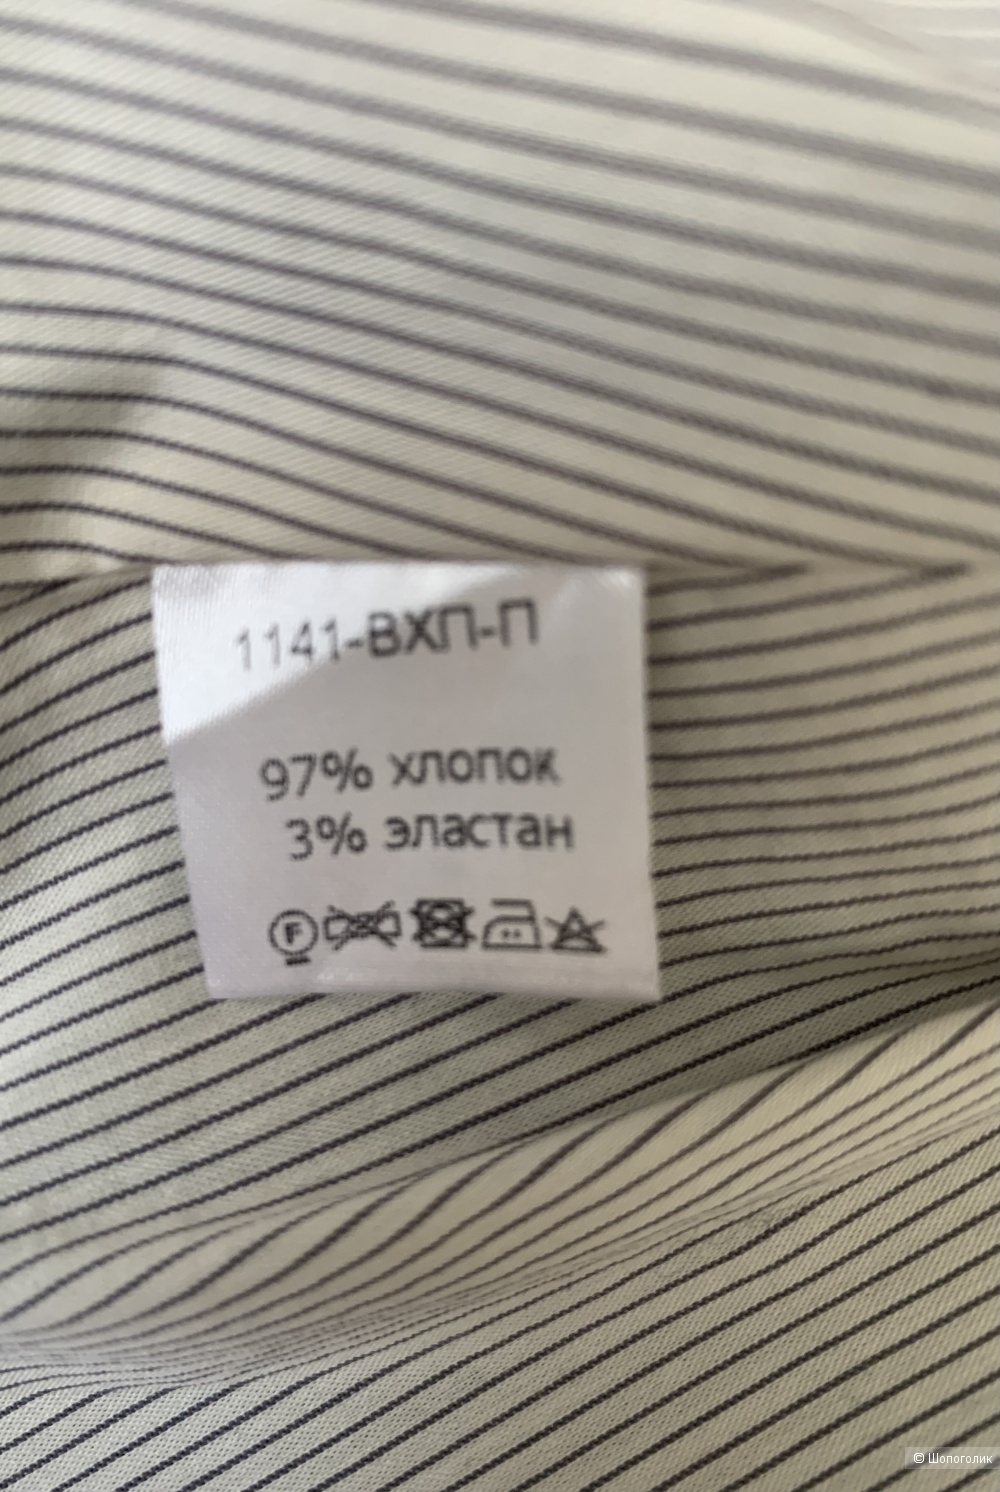 1141-ВХП-П
97% хлопок
3% эластан
F
© Шопоголик